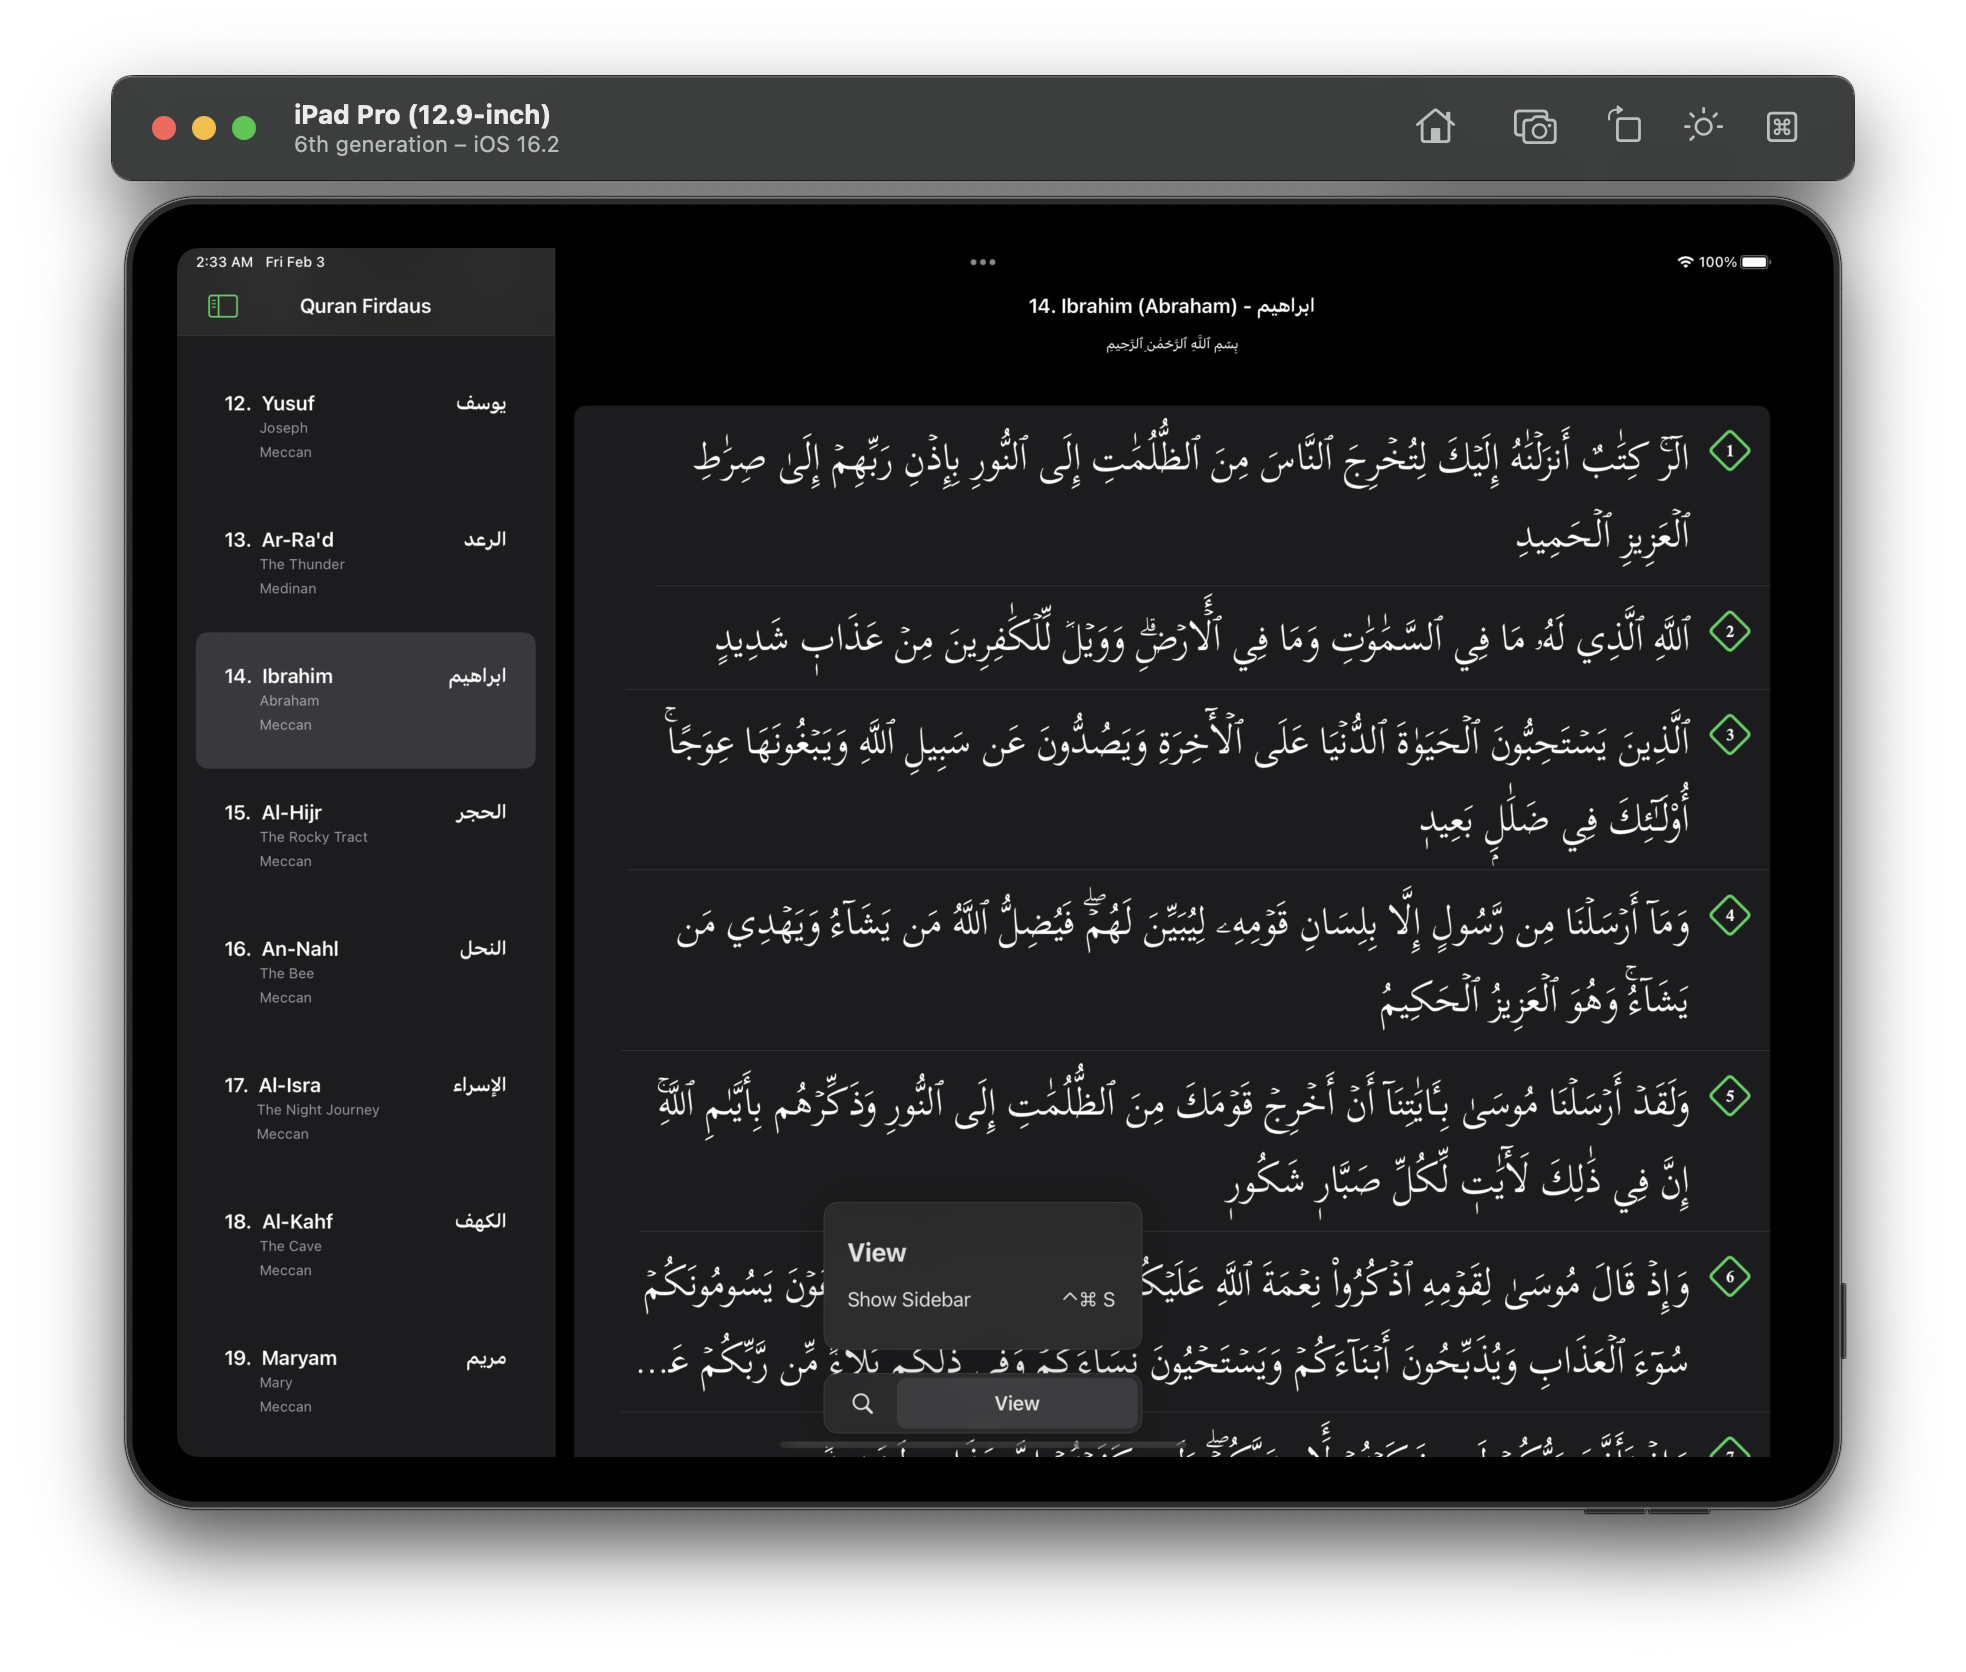 iPad Pro (12.9-inch)
6th generation – iOS 16.2
2:33 AM Fri Feb 3
100%
Quran Firdaus
12. Yusuf يوسف
Joseph
Meccan
13. Ar-Ra'd الرعد
The Thunder
Medinan
14. Ibrahim ابراهيم
Abraham
Meccan
15. Al-Hijr الحجر
The Rocky Tract
Meccan
16. An-Nahl النحل
The Bee
Meccan
17. Al-Isra الإسراء
The Night Journey
Meccan
18. Al-Kahf الكهف
The Cave
Meccan
19. Maryam مريم
Mary
Meccan
14. Ibrahim (Abraham) - ابراهيم
بِسۡمِ ٱللَّهِ ٱلرَّحۡمَٰنِ ٱلرَّحِيمِ
1 الٓرۚ كِتَٰبٌ أَنزَلۡنَٰهُ إِلَيۡكَ لِتُخۡرِجَ ٱلنَّاسَ مِنَ ٱلظُّلُمَٰتِ إِلَى ٱلنُّورِ بِإِذۡنِ رَبِّهِمۡ إِلَىٰ صِرَٰطِ
ٱلۡعَزِيزِ ٱلۡحَمِيدِ
2 ٱللَّهِ ٱلَّذِي لَهُۥ مَا فِي ٱلسَّمَٰوَٰتِ وَمَا فِي ٱلۡأَرۡضِۗ وَوَيۡلٞ لِّلۡكَٰفِرِينَ مِنۡ عَذَابٖ شَدِيدٍ
3 ٱلَّذِينَ يَسۡتَحِبُّونَ ٱلۡحَيَوٰةَ ٱلدُّنۡيَا عَلَى ٱلۡأٓخِرَةِ وَيَصُدُّونَ عَن سَبِيلِ ٱللَّهِ وَيَبۡغُونَهَا عِوَجًاۚ
أُوْلَٰٓئِكَ فِي ضَلَٰلِۭ بَعِيدٖ
4 وَمَآ أَرۡسَلۡنَا مِن رَّسُولٍ إِلَّا بِلِسَانِ قَوۡمِهِۦ لِيُبَيِّنَ لَهُمۡۖ فَيُضِلُّ ٱللَّهُ مَن يَشَآءُ وَيَهۡدِي مَن
يَشَآءُۚ وَهُوَ ٱلۡعَزِيزُ ٱلۡحَكِيمُ
5 وَلَقَدۡ أَرۡسَلۡنَا مُوسَىٰ بِـَٔايَٰتِنَآ أَنۡ أَخۡرِجۡ قَوۡمَكَ مِنَ ٱلظُّلُمَٰتِ إِلَى ٱلنُّورِ وَذَكِّرۡهُم بِأَيَّىٰمِ ٱللَّهِۚ
إِنَّ فِي ذَٰلِكَ لَأٓيَٰتٖ لِّكُلِّ صَبَّارٖ شَكُورٖ
6 وَإِذۡ قَالَ مُوسَىٰ لِقَوۡمِهِ ٱذۡكُرُواْ نِعۡمَةَ ٱللَّهِ يَسُومُونَكُمۡ
سُوٓءَ ٱلۡعَذَابِ وَيُذَبِّحُونَ أَبۡنَآءَكُمۡ وَيَسۡتَحۡيُونَ نِسَآءَكُمۡۚ وَفِي ذَٰلِكُم بَلَآءٞ مِّن رَّبِّكُمۡ عَ...
View
Show Sidebar ^⌘ S
View